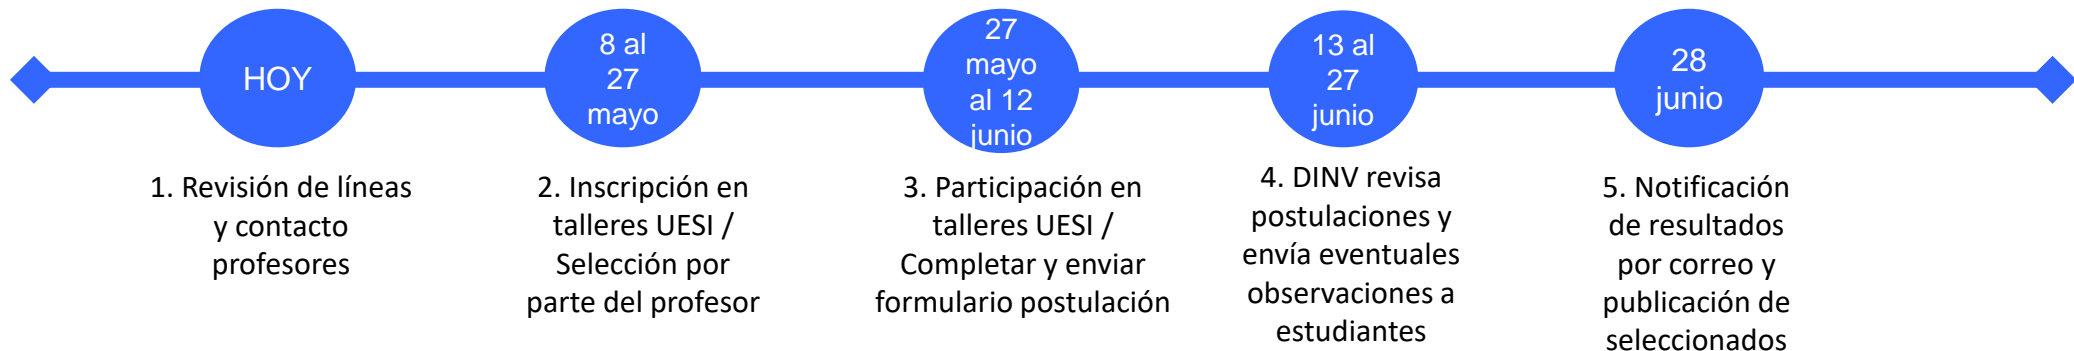 HOY
1. Revisión de líneas
y contacto
profesores
8 al
27
mayo
2. Inscripción en
talleres UESI /
Selección por
parte del profesor
27
mayo
al 12
junio
3. Participación en
talleres UESI /
Completar y enviar
formulario postulación
13 al
27
junio
4. DINV revisa
postulaciones y
envía eventuales
observaciones a
estudiantes
28
junio
5. Notificación
de resultados
por correo y
publicación de
seleccionados